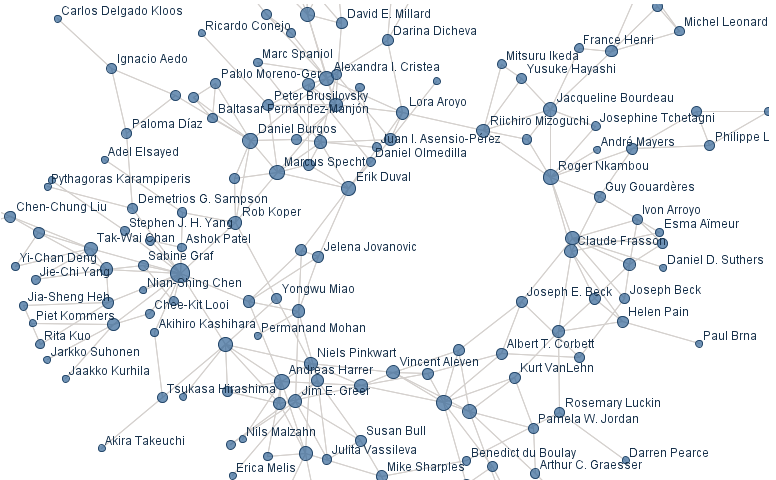 Carlos Delgado Kloos
David E. Millard
Ricardo Conejo
Michel Leonard
Darina Dicheva
France Henri
Marc Spaniol
Ignacio Aedo
Mitsuru Ikeda
Alexandra I. Cristea
Yusuke Hayashi
Pablo Moreno-Ger
Peter Brusilovsky
Jacqueline Bourdeau
Lora Aroyo
Baltasar Fernández-Manjón
Josephine Tchetagni
Riichiro Mizoguchi
Paloma Díaz
Daniel Burgos
Philippe L
Juan I. Asensio-Pérez
André Mayers
Adel Elsayed
Daniel Olmedilla
Marcus Specht
Roger Nkambou
Erik Duval
Pythagoras Karampiperis
Guy Gouardères
Demetrios G. Sampson
Chen-Chung Liu
Rob Koper
Ivon Arroyo
Stephen J. H. Yang
Esma Aïmeur
Tak-Wai Chan
Ashok Patel
Claude Frasson
Jelena Jovanovic
Sabine Graf
Yi-Chan Deng
Daniel D. Suthers
Jie-Chi Yang
Nian-Shing Chen
Yongwu Miao
Joseph E. Beck
Joseph Beck
Jia-Sheng Heh
Chee-Kit Looi
Helen Pain
Piet Kommers
Akihiro Kashihara
Permanand Mohan
Rita Kuo
Paul Brna
Albert T. Corbett
Jarkko Suhonen
Niels Pinkwart
Vincent Aleven
Kurt VanLehn
Jaakko Kurhila
Andreas Harrer
Tsukasa Hirashima
Jim E. Greer
Rosemary Luckin
Pamela W. Jordan
Nils Malzahn
Susan Bull
Akira Takeuchi
Julita Vassileva
Benedict du Boulay
Darren Pearce
Erica Melis
Mike Sharples
Arthur C. Graesser